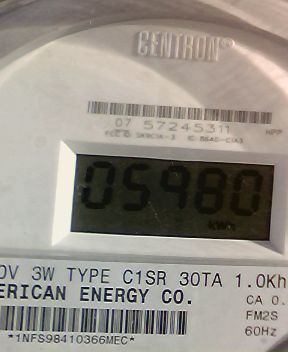 CENTRON®
07 57245311
05980
kWh
0V 3W TYPE C1SR 30TA 1.0Kh
ERICAN ENERGY CO.
CA 0.
FM2S
*1NFS98410366MEC*
60Hz